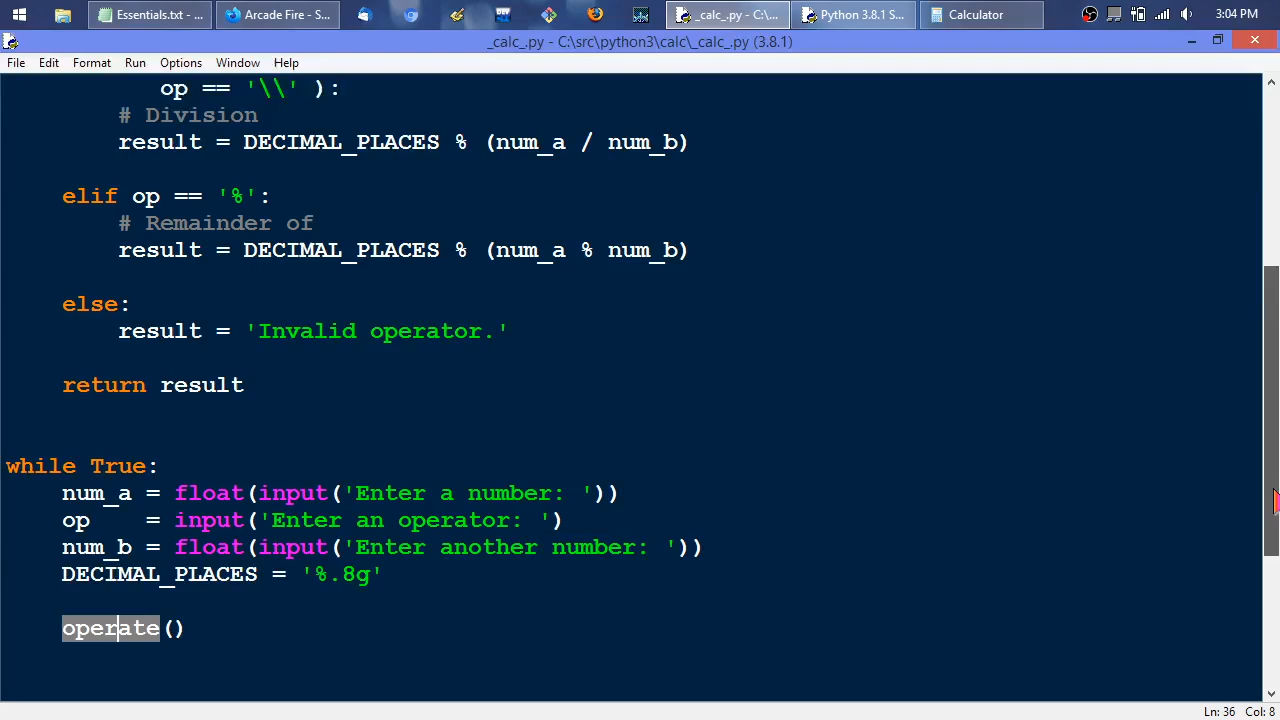 Essentials.txt - ...
Arcade Fire - S...
_calc_.py - C:\...
Python 3.8.1 S...
Calculator
3:04 PM
_calc_.py - C:\src\python3\calc\_calc_.py (3.8.1)
File Edit Format Run Options Window Help
op == '\\' ):
# Division
result = DECIMAL_PLACES % (num_a / num_b)
elif op == '%':
# Remainder of
result = DECIMAL_PLACES % (num_a % num_b)
else:
result = 'Invalid operator.'
return result
while True:
num_a = float(input('Enter a number: '))
op    = input('Enter an operator: ')
num_b = float(input('Enter another number: '))
DECIMAL_PLACES = '%.8g'
operate()
Ln: 36 Col: 8